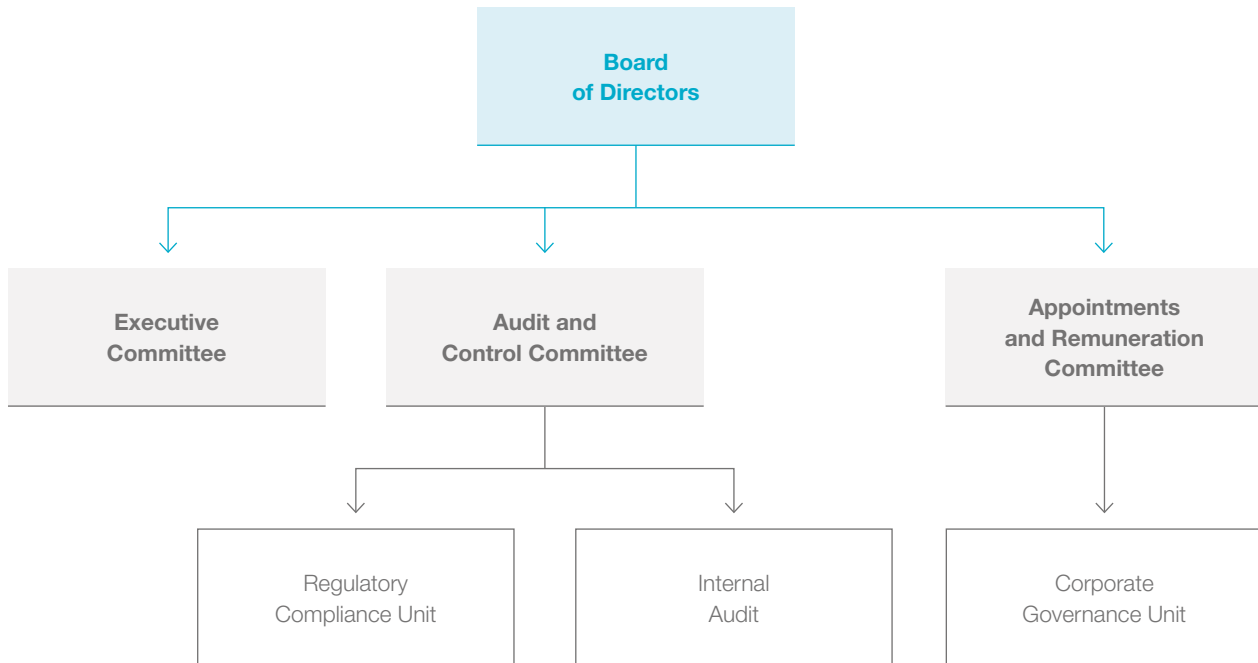 Board
of Directors
Executive
Committee
Audit and
Control Committee
Appointments
and Remuneration
Committee
Regulatory
Compliance Unit
Internal
Audit
Corporate
Governance Unit